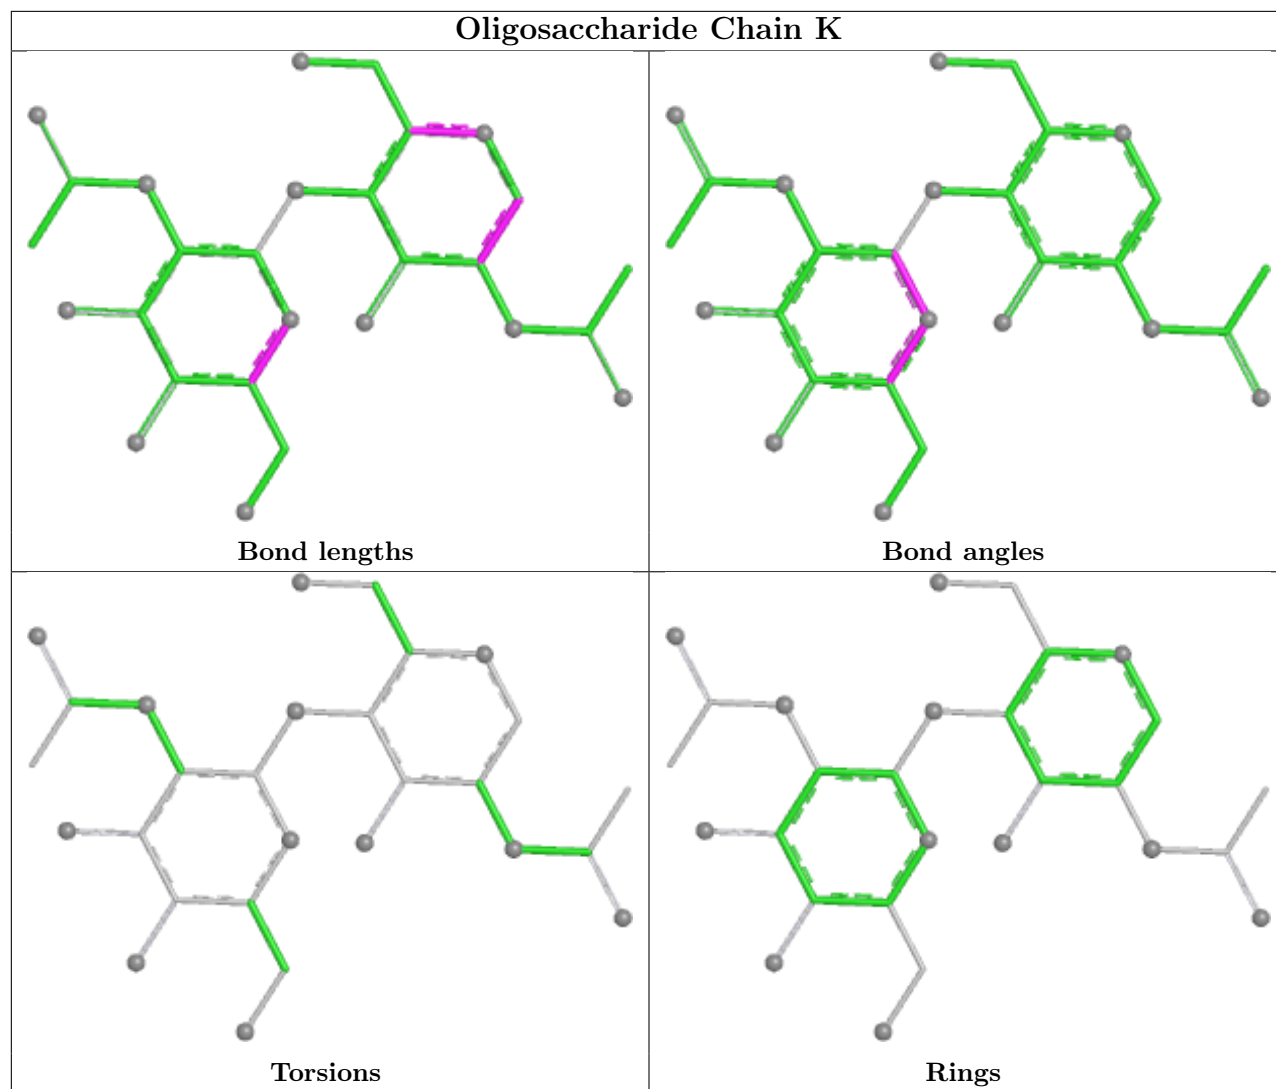 Oligosaccharide Chain K
Bond lengths
Bond angles
Torsions
Rings